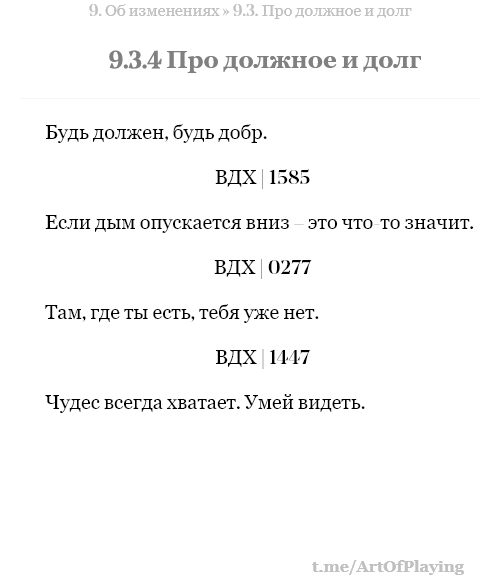 9. Об изменениях » 9.3. Про должное и долг
9.3.4 Про должное и долг
Будь должен, будь добр.
ВДХ | 1585
Если дым опускается вниз – это что-то значит.
ВДХ | 0277
Там, где ты есть, тебя уже нет.
ВДХ | 1447
Чудес всегда хватает. Умей видеть.
t.me/ArtOfPlaying